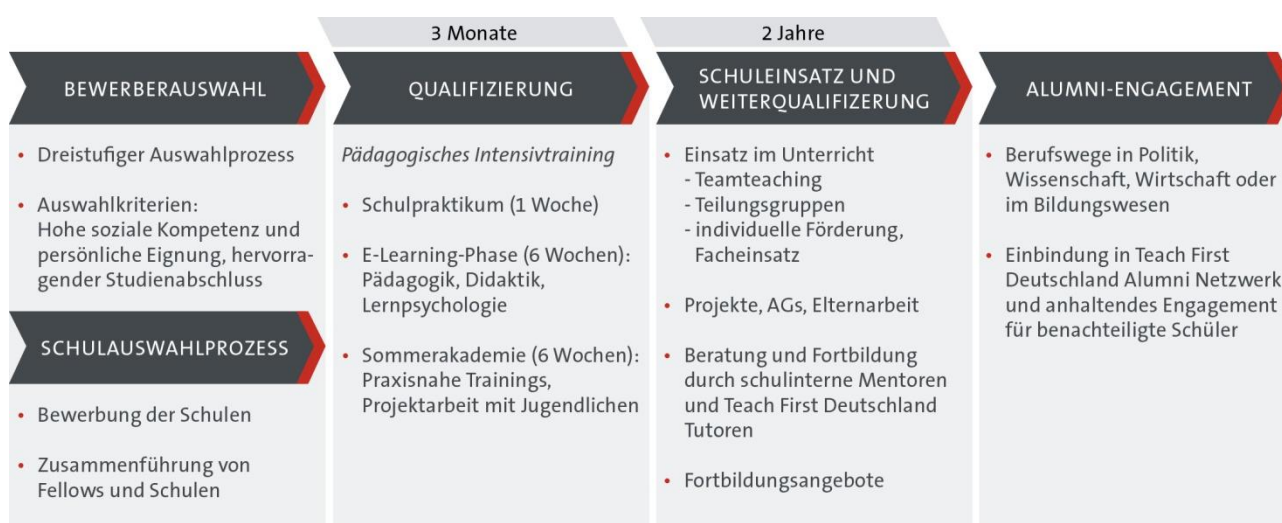 3 Monate
2 Jahre
BEWERBERAUSWAHL
• Dreistufiger Auswahlprozess
• Auswahlkriterien:
Hohe soziale Kompetenz und
persönliche Eignung, hervorra-
gender Studienabschluss
SCHULAUSWAHLPROZESS
• Bewerbung der Schulen
• Zusammenführung von
Fellows und Schulen
QUALIFIZIERUNG
Pädagogisches Intensivtraining
• Schulpraktikum (1 Woche)
• E-Learning-Phase (6 Wochen):
Pädagogik, Didaktik,
Lernpsychologie
• Sommerakademie (6 Wochen):
Praxisnahe Trainings,
Projektarbeit mit Jugendlichen
SCHULEINSATZ UND
WEITERQUALIFIZERUNG
• Einsatz im Unterricht
- Teamteaching
- Teilungsgruppen
- individuelle Förderung,
Facheinsatz
• Projekte, AGs, Elternarbeit
• Beratung und Fortbildung
durch schulinterne Mentoren
und Teach First Deutschland
Tutoren
• Fortbildungsangebote
ALUMNI-ENGAGEMENT
• Berufswege in Politik,
Wissenschaft, Wirtschaft oder
im Bildungswesen
• Einbindung in Teach First
Deutschland Alumni Netzwerk
und anhaltendes Engagement
für benachteiligte Schüler